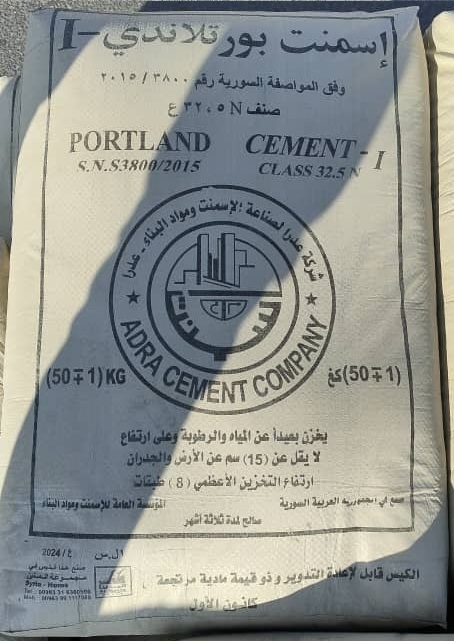 إسمنت بورتلاندي-I
وفق المواصفة السورية رقم ٣٨٠٠ / ٢٠١٥
صنف ٣٢,٥ N ع
PORTLAND CEMENT - I
S.N.S3800/2015 CLASS 32.5 N
شركة عدرا لصناعة الإسمنت ومواد البناء - عدرا
ADRA CEMENT COMPANY
(50 ∓ 1) KG
(50 ∓ 1) كغ
يخزن بعيداً عن المياه والرطوبة وعلى ارتفاع
لا يقل عن (15) سم عن الأرض والجدران
ارتفاع التخزين الأعظمي ( 8 ) طبقات
صنع في الجمهورية العربية السورية
المؤسسة العامة للإسمنت ومواد البناء
صالح لمدة ثلاثة أشهر
ال.س ٤ / 2024
الكيس قابل لإعادة التدوير و ذو قيمة مادية مرتجعة
Syria - Homs
كانون الأول